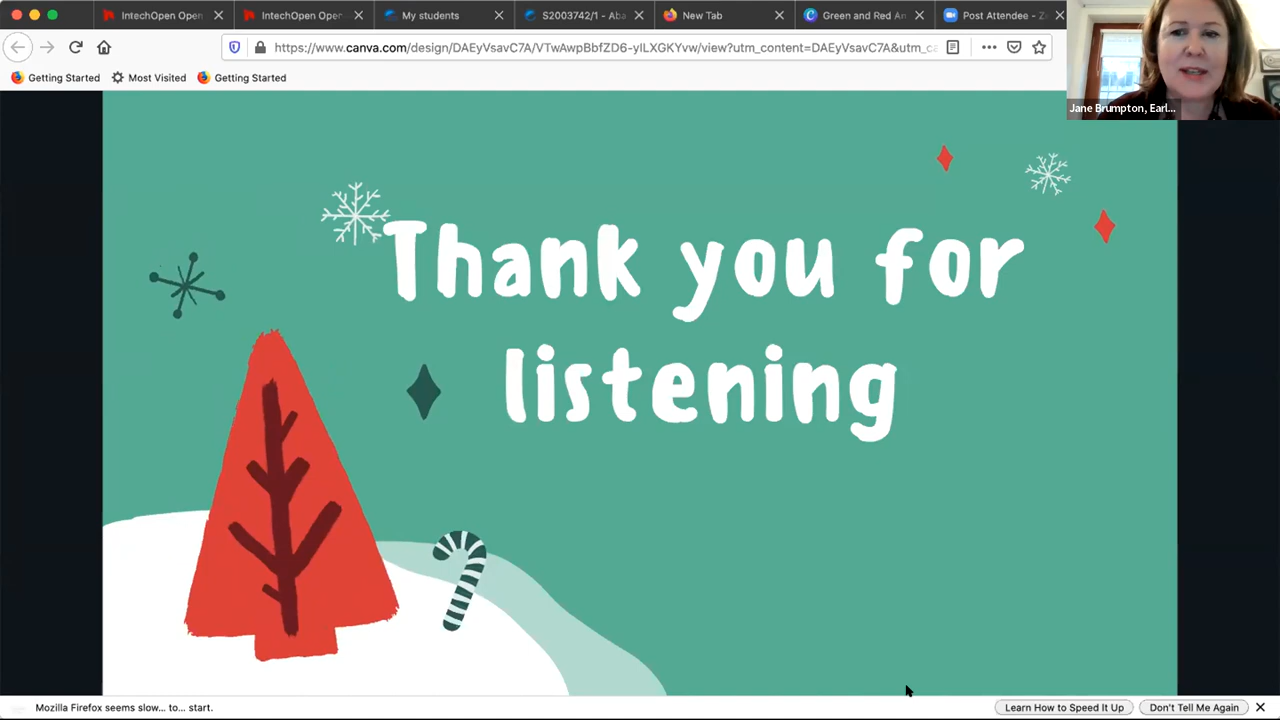 IntechOpen Open
IntechOpen Open
My students
S2003742/1 - Aba
New Tab
Green and Red An
Post Attendee - Z
https://www.canva.com/design/DAEyVsavC7A/VTwAwpBbfZD6-yILXGKYvw/view?utm_content=DAEyVsavC7A&utm_c
Getting Started
Most Visited
Getting Started
Jane Brumpton, Earl...
Thank you for
listening
Mozilla Firefox seems slow... to... start.
Learn How to Speed It Up
Don't Tell Me Again